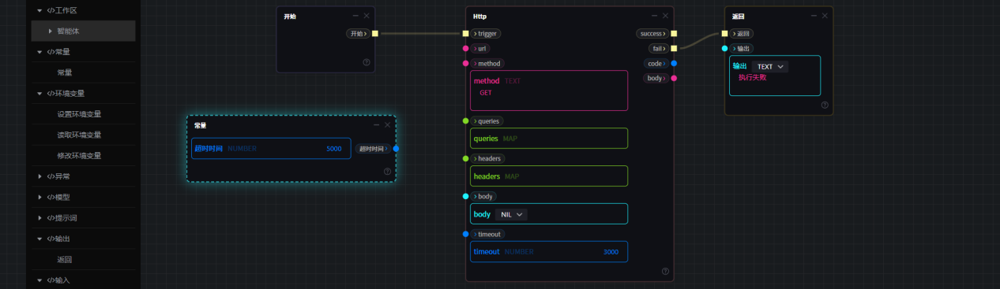 </>工作区
智能体
</>常量
常量
</>环境变量
设置环境变量
读取环境变量
修改环境变量
</>异常
</>模型
</>提示词
</>输出
返回
</>输入
开始
开始
常量
超时时间 NUMBER 5000
超时时间
Http
trigger
success
url
fail
method
code
body
method TEXT
GET
queries
queries MAP
headers
headers MAP
body
body NIL
timeout
timeout NUMBER 3000
返回
返回
输出
输出 TEXT
执行失败